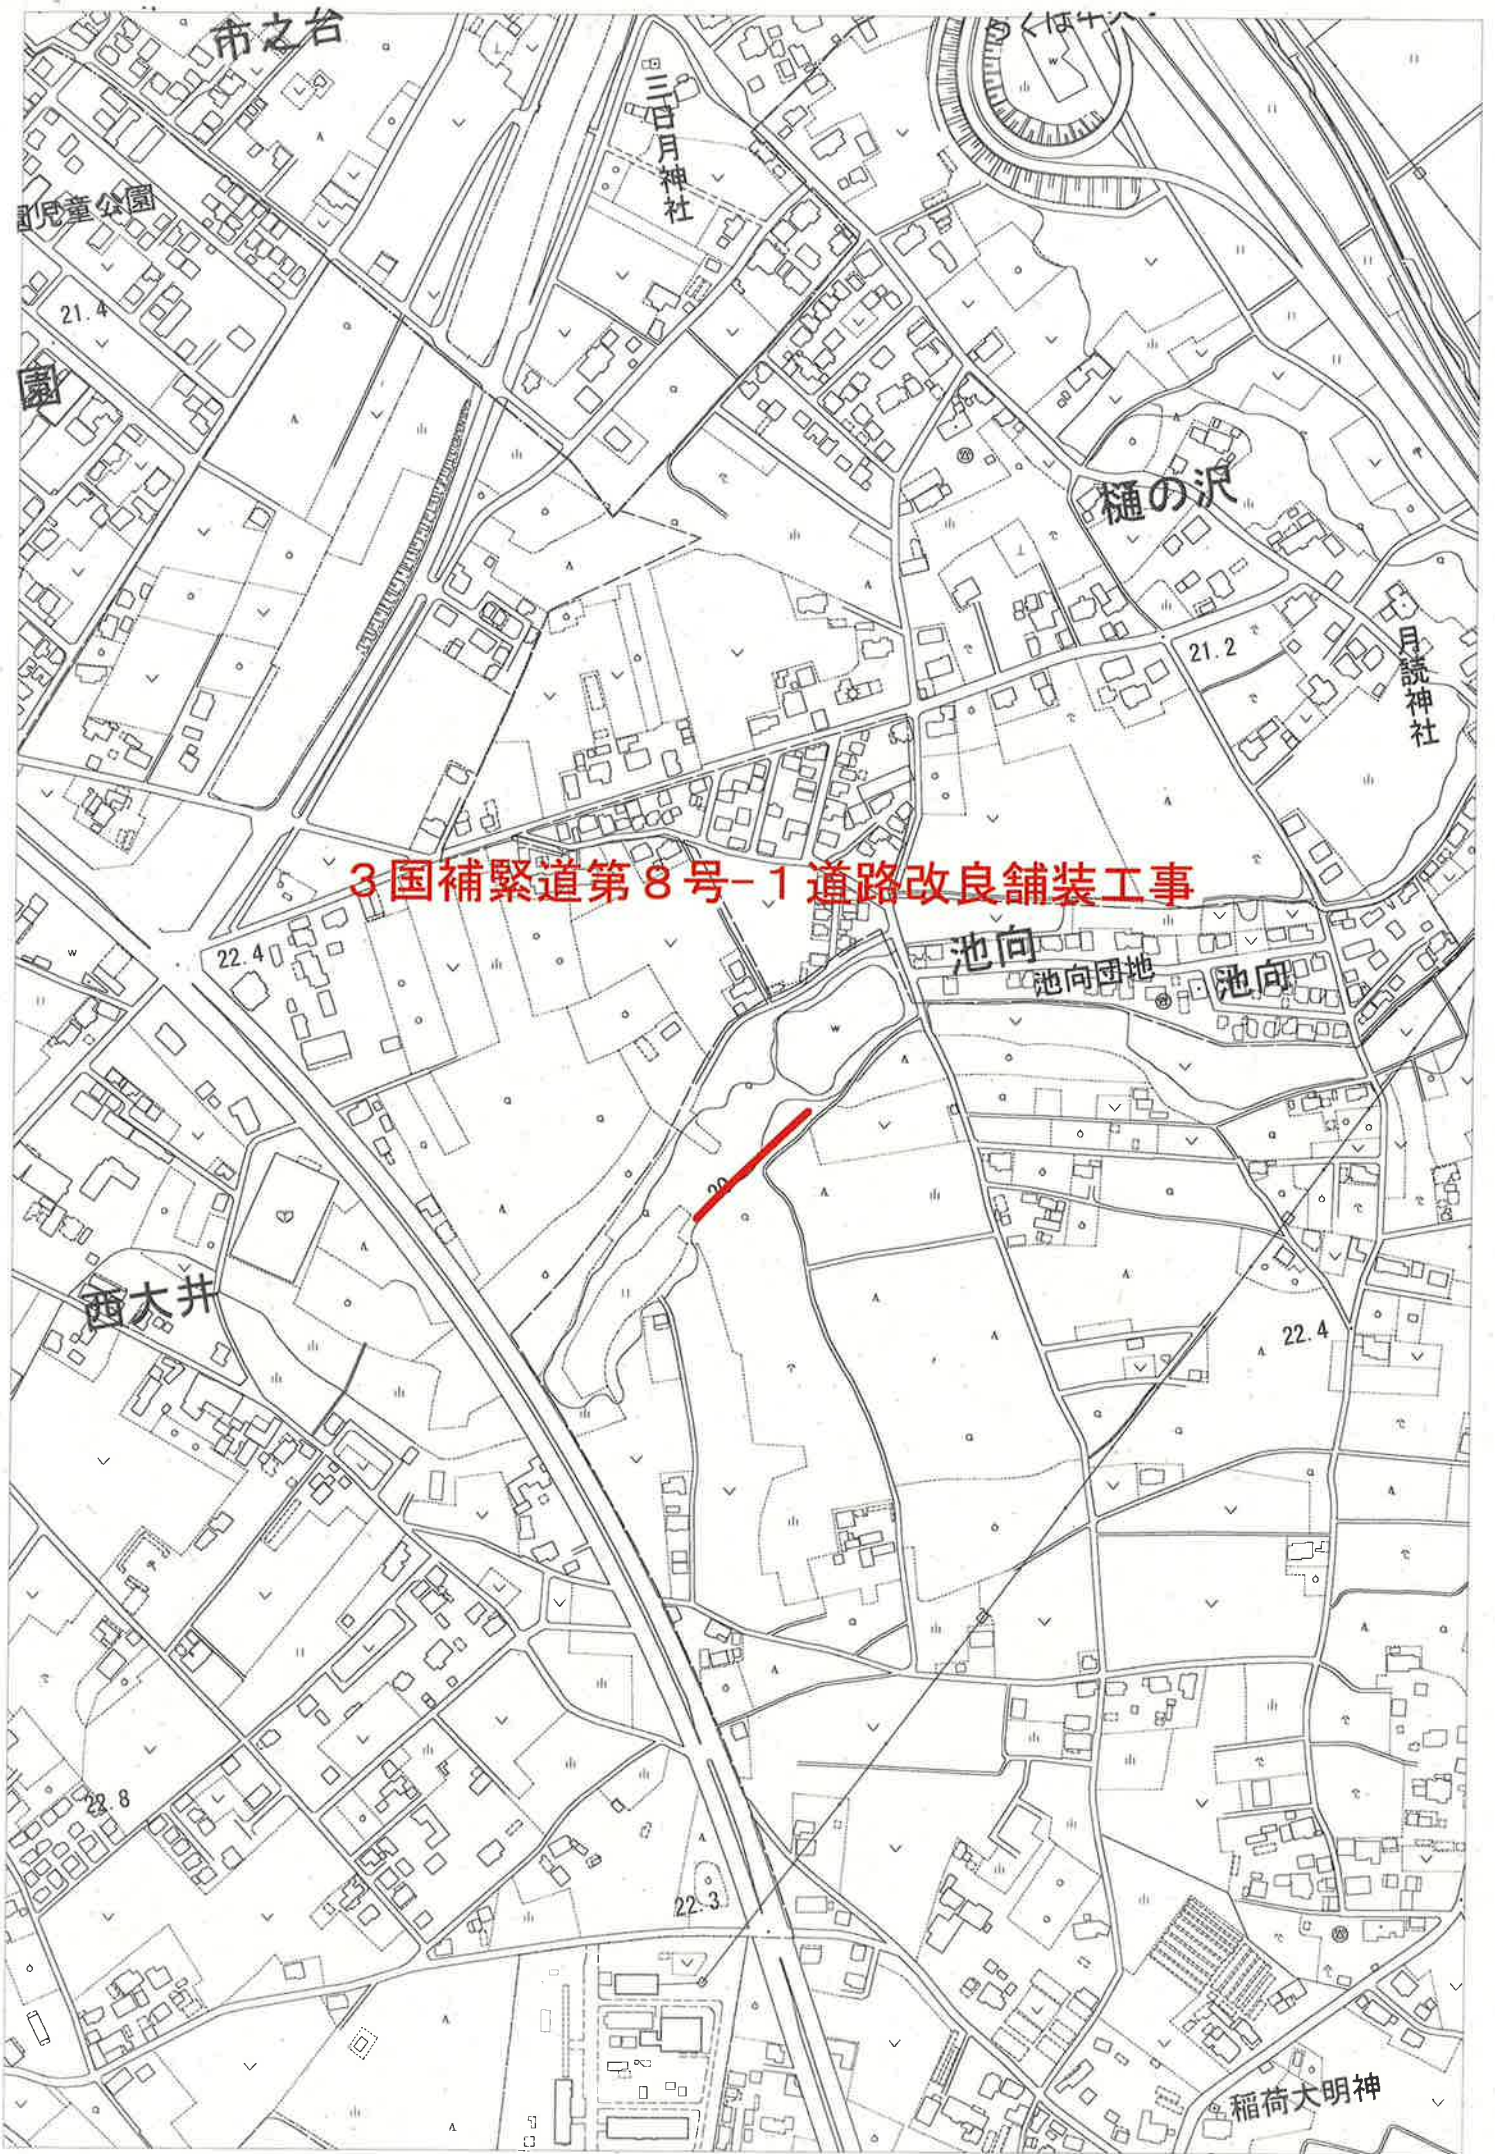 市之台
三日月神社
児童公園
21.4
園
樋の沢
21.2
月読神社
3国補緊道第8号-1道路改良舗装工事
22.4
池向
池向団地
池向
西大井
22.4
22.8
22.3
稲荷大明神